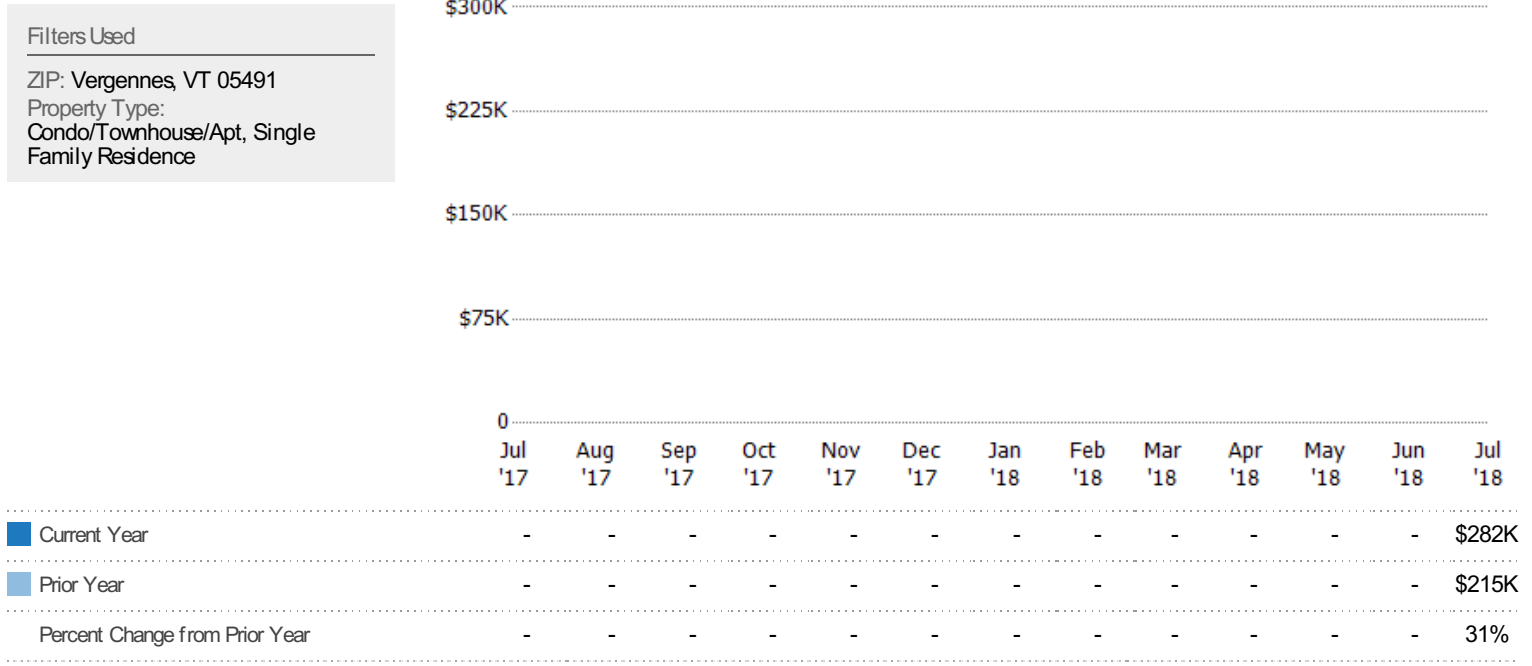 Filters Used
ZIP: Vergennes, VT 05491
Property Type:
Condo/Townhouse/Apt, Single
Family Residence
$300K
$225K
$150K
$75K
0
Jul Aug Sep Oct Nov Dec Jan Feb Mar Apr May Jun Jul
'17 '17 '17 '17 '17 '17 '18 '18 '18 '18 '18 '18 '18
Current Year - - - - - - - - - - - - $282K
Prior Year - - - - - - - - - - - - $215K
Percent Change from Prior Year - - - - - - - - - - - - 31%